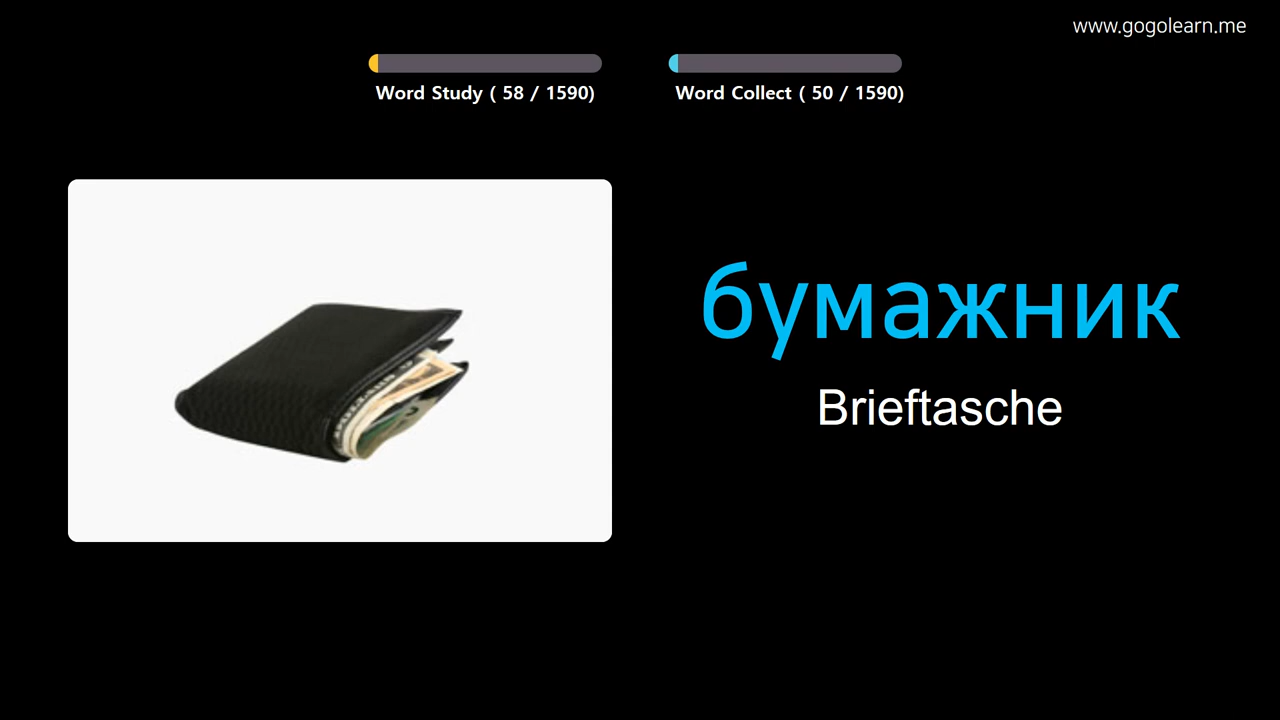 www.gogolearn.me
Word Study ( 58 / 1590)
Word Collect ( 50 / 1590)
бумажник
Brieftasche